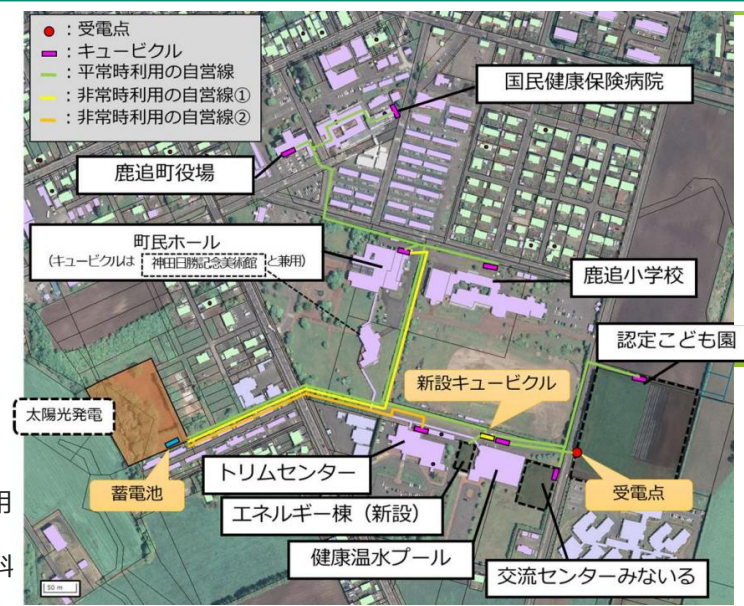 ：受電点
：キュービクル
：平常時利用の自営線
：非常時利用の自営線①
：非常時利用の自営線②
国民健康保険病院
鹿追町役場
町民ホール
(キュービクルは 神田日勝記念美術館 と兼用)
鹿追小学校
認定こども園
新設キュービクル
太陽光発電
蓄電池
トリムセンター
受電点
エネルギー棟（新設）
健康温水プール
交流センターみないる
用
料
50 m